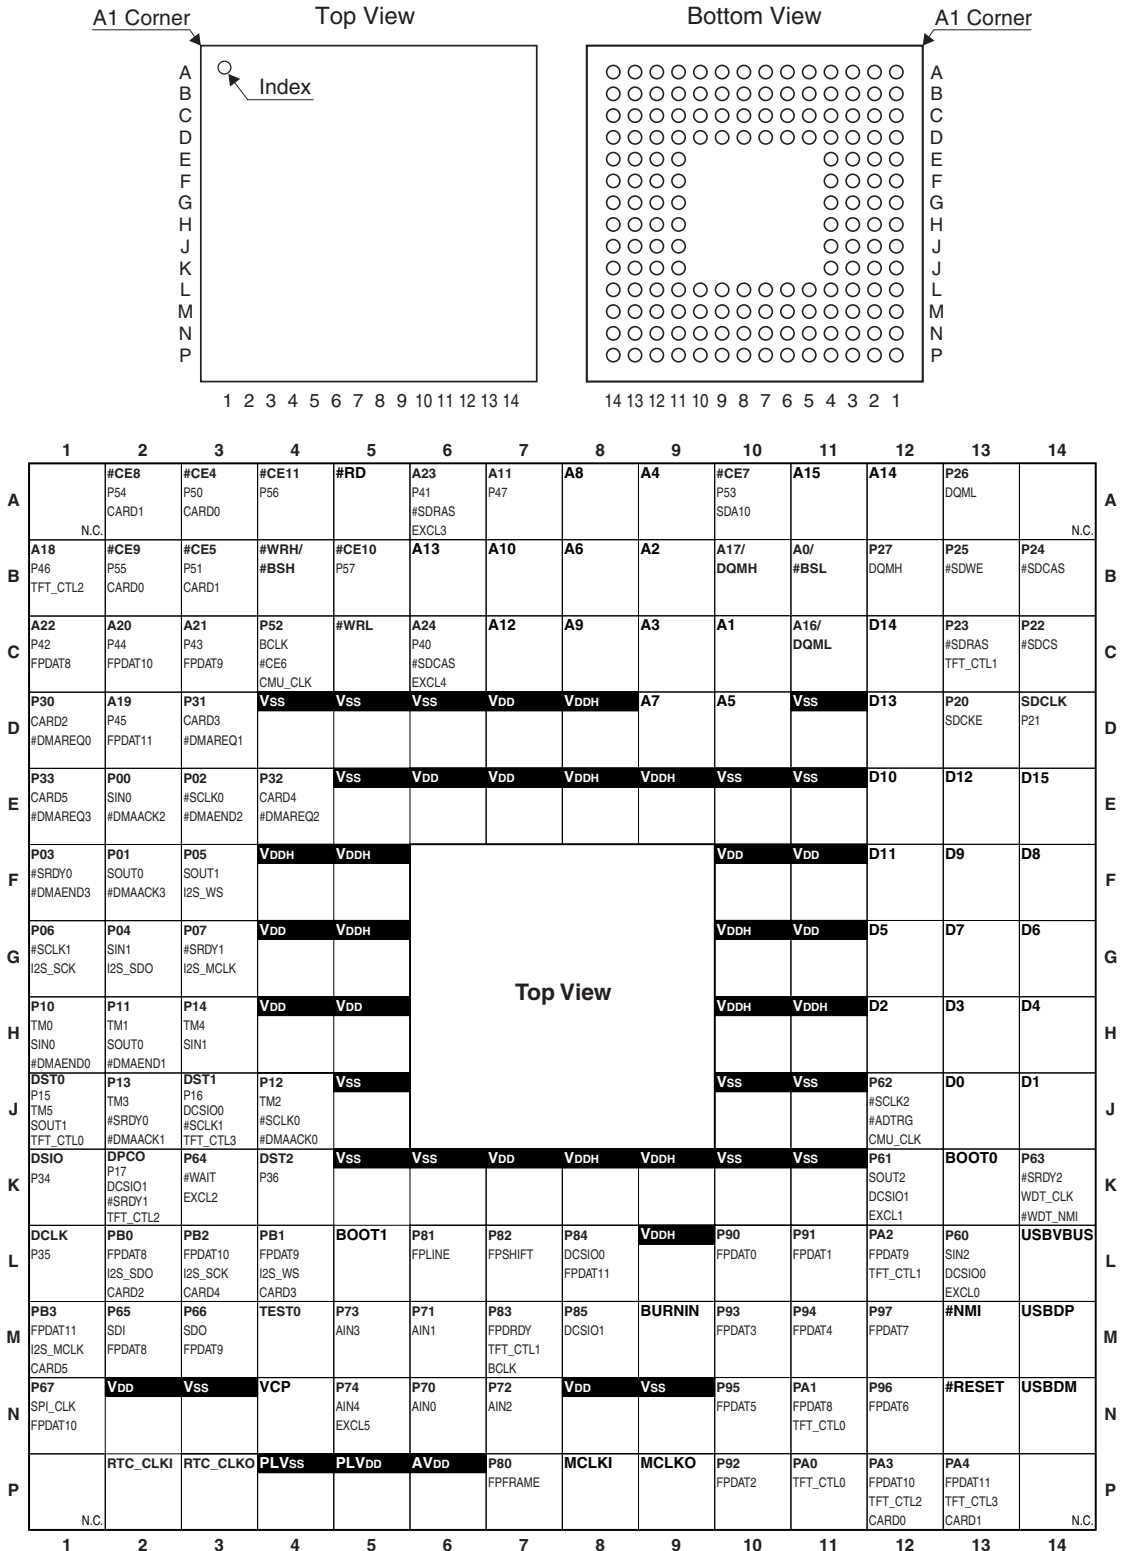 A1 Corner
Top View
Bottom View
A1 Corner
Index
A
B
C
D
E
F
G
H
J
K
L
M
N
P
A
B
C
D
E
F
G
H
J
J
L
M
N
P
1 2 3 4 5 6 7 8 9 10 11 12 13 14
14 13 12 11 10 9 8 7 6 5 4 3 2 1
1 2 3 4 5 6 7 8 9 10 11 12 13 14
A
N.C.
#CE8
P54
CARD1
#CE4
P50
CARD0
#CE11
P56
#RD
A23
P41
#SDRAS
EXCL3
A11
P47
A8
A4
#CE7
P53
SDA10
A15
A14
P26
DQML
N.C.
A
B
A18
P46
TFT_CTL2
#CE9
P55
CARD0
#CE5
P51
CARD1
#WRH/
#BSH
#CE10
P57
A13
A10
A6
A2
A17/
DQMH
A0/
#BSL
P27
DQMH
P25
#SDWE
P24
#SDCAS
B
C
A22
P42
FPDAT8
A20
P44
FPDAT10
A21
P43
FPDAT9
P52
BCLK
#CE6
CMU_CLK
#WRL
A24
P40
#SDCAS
EXCL4
A12
A9
A3
A1
A16/
DQML
D14
P23
#SDRAS
TFT_CTL1
P22
#SDCS
C
D
P30
CARD2
#DMAREQ0
A19
P45
FPDAT11
P31
CARD3
#DMAREQ1
VSS
VSS
VSS
VDD
VDDH
A7
A5
VSS
D13
P20
SDCKE
SDCLK
P21
D
E
P33
CARD5
#DMAREQ3
P00
SIN0
#DMAACK2
P02
#SCLK0
#DMAEND2
P32
CARD4
#DMAREQ2
VSS
VDD
VDD
VDDH
VDDH
VSS
VSS
D10
D12
D15
E
F
P03
#SRDY0
#DMAEND3
P01
SOUT0
#DMAACK3
P05
SOUT1
I2S_WS
VDDH
VDDH
VDD
VDD
D11
D9
D8
F
G
P06
#SCLK1
I2S_SCK
P04
SIN1
I2S_SDO
P07
#SRDY1
I2S_MCLK
VDD
VDDH
Top View
VDDH
VDD
D5
D7
D6
G
H
P10
TM0
SIN0
#DMAEND0
P11
TM1
SOUT0
#DMAEND1
P14
TM4
SIN1
VDD
VDD
VDDH
VDDH
D2
D3
D4
H
J
DST0
P15
TM5
SOUT1
TFT_CTL0
P13
TM3
#SRDY0
#DMAACK1
DST1
P16
DCSIO0
#SCLK1
TFT_CTL3
P12
TM2
#SCLK0
#DMAACK0
VSS
VSS
VSS
P62
#SCLK2
#ADTRG
CMU_CLK
D0
D1
J
K
DSIO
P34
DPCO
P17
DCSIO1
#SRDY1
TFT_CTL2
P64
#WAIT
EXCL2
DST2
P36
VSS
VSS
VDD
VDDH
VDDH
VSS
VSS
P61
SOUT2
DCSIO1
EXCL1
BOOT0
P63
#SRDY2
WDT_CLK
#WDT_NMI
K
L
DCLK
P35
PB0
FPDAT8
I2S_SDO
CARD2
PB2
FPDAT10
I2S_SCK
CARD4
PB1
FPDAT9
I2S_WS
CARD3
BOOT1
P81
FPLINE
P82
FPSHIFT
P84
DCSIO0
FPDAT11
VDDH
P90
FPDAT0
P91
FPDAT1
PA2
FPDAT9
TFT_CTL1
P60
SIN2
DCSIO0
EXCL0
USBVBUS
L
M
PB3
FPDAT11
I2S_MCLK
CARD5
P65
SDI
FPDAT8
P66
SDO
FPDAT9
TEST0
P73
AIN3
P71
AIN1
P83
FPDRDY
TFT_CTL1
BCLK
P85
DCSIO1
BURNIN
P93
FPDAT3
P94
FPDAT4
P97
FPDAT7
#NMI
USBDP
M
N
P67
SPI_CLK
FPDAT10
VDD
VSS
VCP
P74
AIN4
EXCL5
P70
AIN0
P72
AIN2
VDD
VSS
P95
FPDAT5
PA1
FPDAT8
TFT_CTL0
P96
FPDAT6
#RESET
USBDM
N
P
N.C.
RTC_CLKI
RTC_CLKO
PLVSS
PLVDD
AVDD
P80
FPFRAME
MCLKI
MCLKO
P92
FPDAT2
PA0
TFT_CTL0
PA3
FPDAT10
TFT_CTL2
CARD0
PA4
FPDAT11
TFT_CTL3
CARD1
N.C.
P
1 2 3 4 5 6 7 8 9 10 11 12 13 14